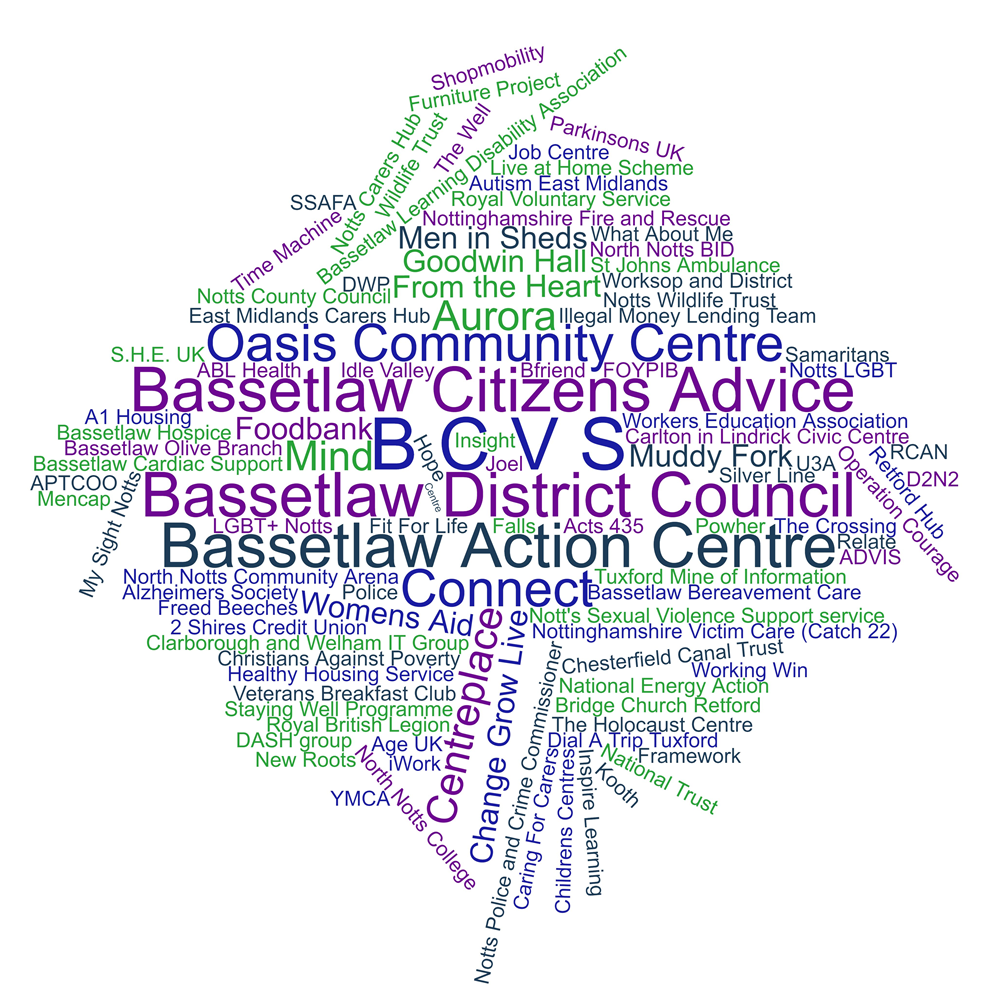 Shopmobility
Furniture Project
Bassetlaw Learning Disability Association
The Well
Wildlife Trust
Notts Carers Hub
Parkinsons UK
Job Centre
Live at Home Scheme
Autism East Midlands
Royal Voluntary Service
SSAFA
Time Machine
Nottinghamshire Fire and Rescue
Men in Sheds
What About Me
North Notts BID
Goodwin Hall
St Johns Ambulance
DWP
From the Heart
Worksop and District
Notts County Council
Notts Wildlife Trust
East Midlands Carers Hub
Aurora
Illegal Money Lending Team
Oasis Community Centre
S.H.E. UK
Samaritans
ABL Health
Idle Valley
Bfriend
FOYPIB
Notts LGBT
Bassetlaw Citizens Advice
A1 Housing
Workers Education Association
Bassetlaw Hospice
Foodbank
B C V S
Insight
Carlton in Lindrick Civic Centre
Bassetlaw Olive Branch
Mind
Hope
Joel
Muddy Fork
U3A
RCAN
Bassetlaw Cardiac Support
Silver Line
Operation Courage
Retford Hub
D2N2
APTCOO
Mencap
My Sight Notts
Centre
Bassetlaw District Council
LGBT+ Notts
Fit For Life
Falls
Acts 435
Powher
The Crossing
Relate
ADVIS
Bassetlaw Action Centre
North Notts Community Arena
Police
Connect
Tuxford Mine of Information
Alzheimers Society
Bassetlaw Bereavement Care
Freed Beeches
Womens Aid
Nott's Sexual Violence Support service
2 Shires Credit Union
Nottinghamshire Victim Care (Catch 22)
Clarborough and Welham IT Group
Christians Against Poverty
Chesterfield Canal Trust
Healthy Housing Service
Working Win
Veterans Breakfast Club
National Energy Action
Staying Well Programme
Bridge Church Retford
Royal British Legion
The Holocaust Centre
DASH group
Age UK
Dial A Trip Tuxford
New Roots
iWork
Framework
YMCA
North Notts College
Centreplace
Change Grow Live
Notts Police and Crime Commissioner
Caring For Carers
Childrens Centres
Inspire Learning
Kooth
National Trust